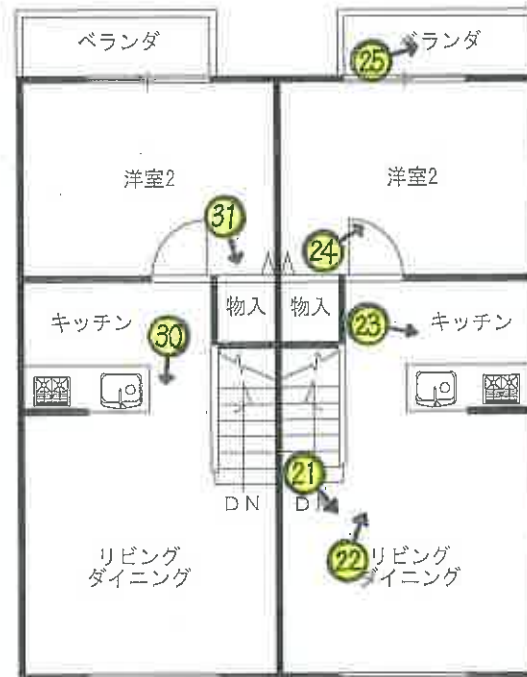 ベランダ
25
ランダ
洋室2
洋室2
31
24
キッチン
30
物入
物入
23
キッチン
21
DN
D
22
リビング
ダイニング
リビング
ダイニング